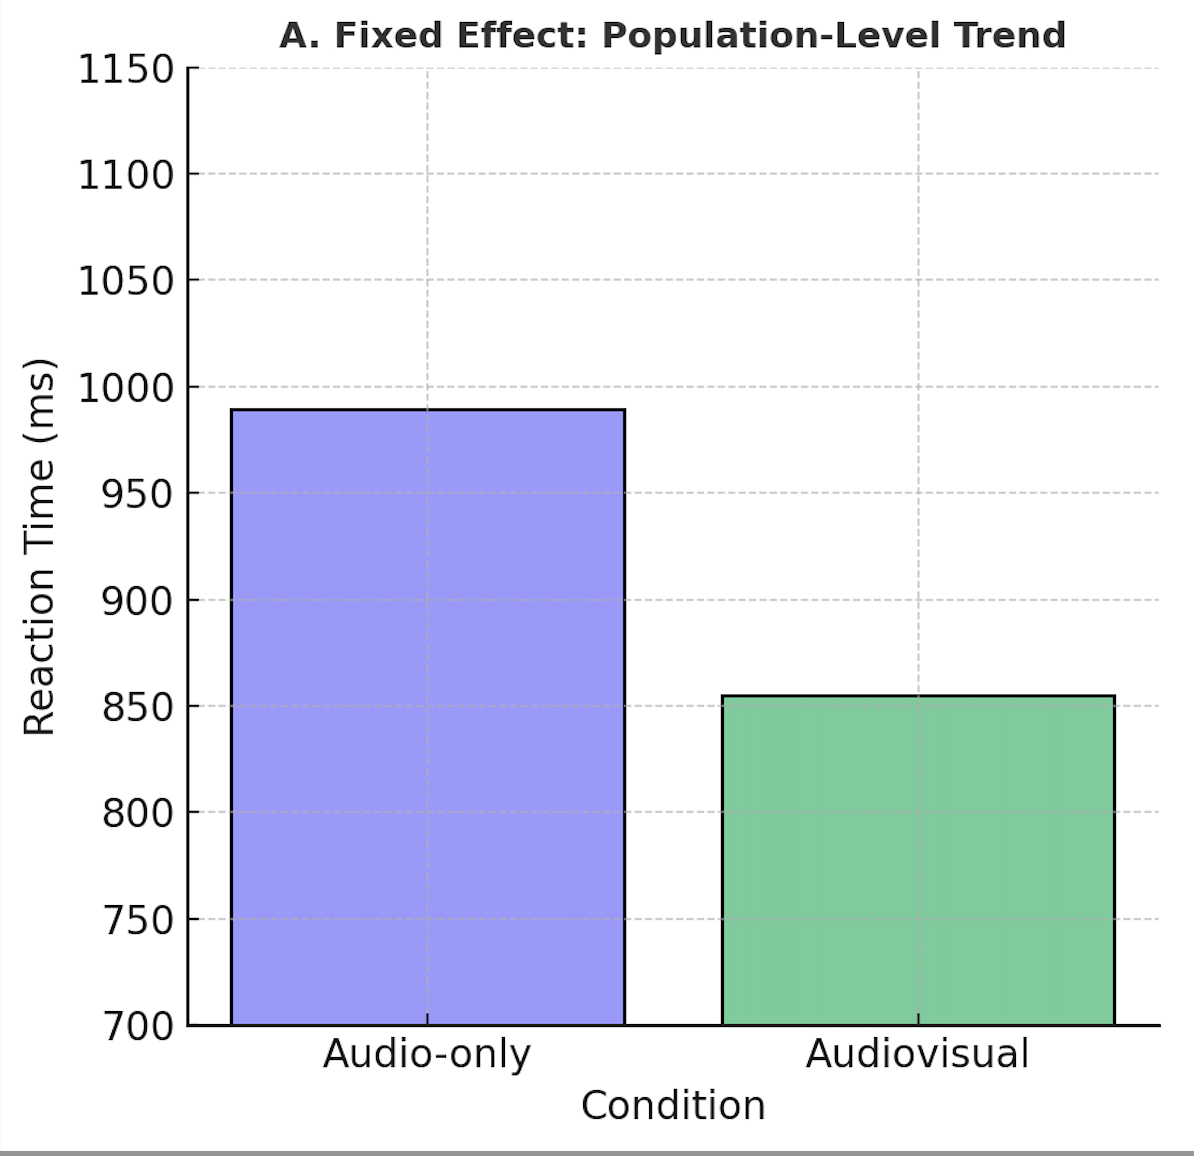 A. Fixed Effect: Population-Level Trend
1150
1100
1050
1000
950
900
850
800
750
700
Reaction Time (ms)
Audio-only
Audiovisual
Condition